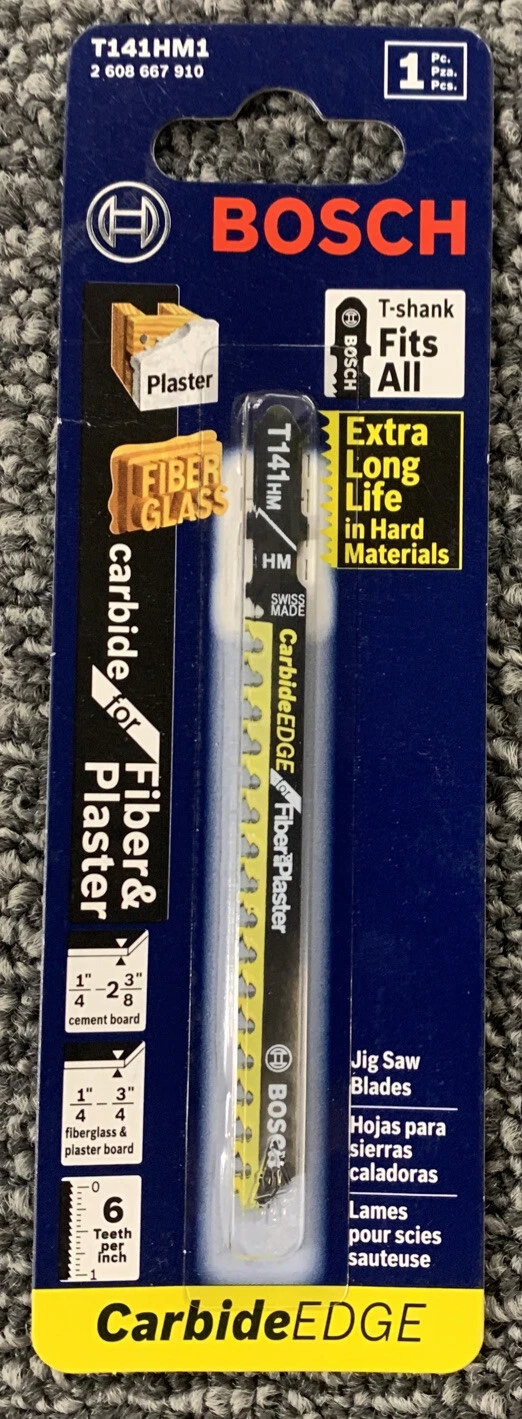 T141HM1
2 608 667 910
1 Pc.
Pza.
Pcs.
BOSCH
Plaster
FIBER
GLASS
T-shank
Fits
All
BOSCH
Extra
Long
Life
in Hard
Materials
carbide for Fiber&
Plaster
T141HM
HM
SWISS
MADE
CarbideEDGE for Fiber&Plaster
BOSCH
1/4" - 2 3/8"
cement board
1/4" - 3/4"
fiberglass &
plaster board
0
6
Teeth
per
Inch
1
Jig Saw
Blades
Hojas para
sierras
caladoras
Lames
pour scies
sauteuse
CarbideEDGE